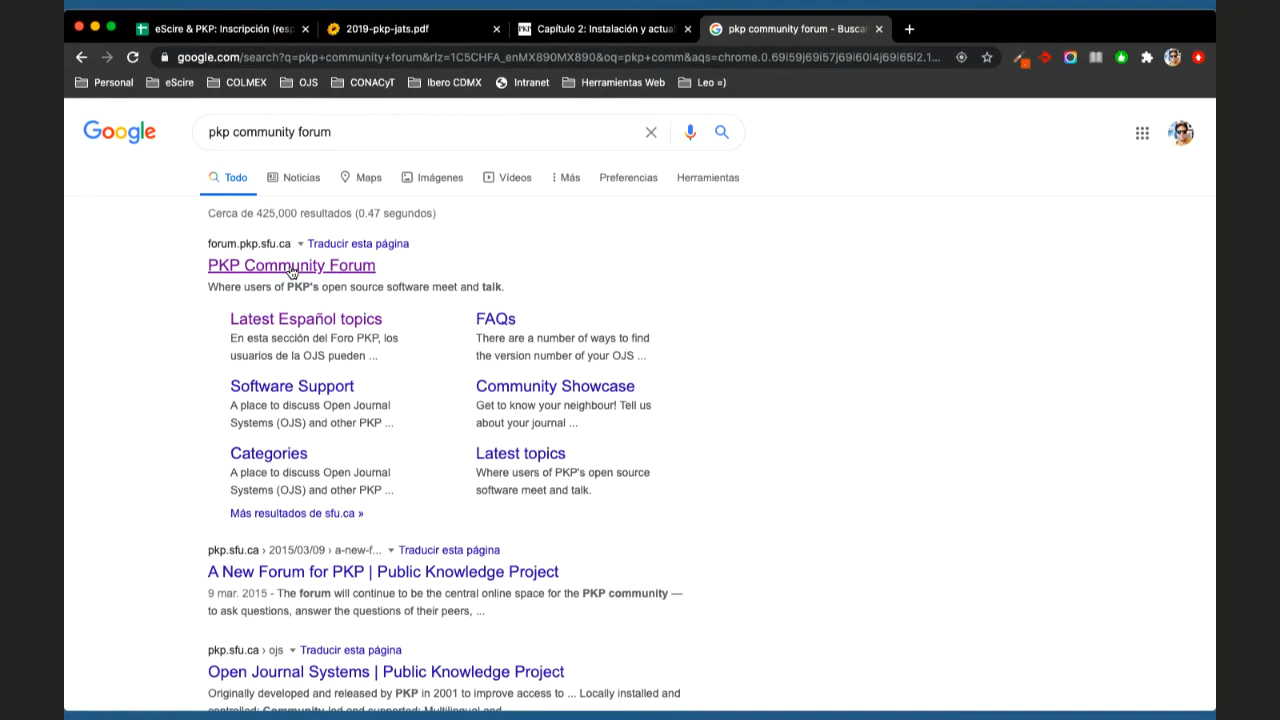 eScire & PKP: Inscripción (resp
2019-pkp-jats.pdf
PKP Capítulo 2: Instalación y actual
pkp community forum - Buscar
google.com/search?q=pkp+community+forum&rlz=1C5CHFA_enMX890MX890&oq=pkp+comm&aqs=chrome.0.69i59j69i57j69i60l4j69i65l2.1...
Personal
eScire
COLMEX
OJS
CONACyT
Ibero CDMX
Intranet
Herramientas Web
Leo =)
Google
pkp community forum
Todo
Noticias
Maps
Imágenes
Vídeos
Más
Preferencias
Herramientas
Cerca de 425,000 resultados (0.47 segundos)
forum.pkp.sfu.ca Traducir esta página
PKP Community Forum
Where users of PKP's open source software meet and talk.
Latest Español topics
En esta sección del Foro PKP, los
usuarios de la OJS pueden ...
FAQs
There are a number of ways to find
the version number of your OJS ...
Software Support
A place to discuss Open Journal
Systems (OJS) and other PKP ...
Community Showcase
Get to know your neighbour! Tell us
about your journal ...
Categories
A place to discuss Open Journal
Systems (OJS) and other PKP ...
Latest topics
Where users of PKP's open source
software meet and talk.
Más resultados de sfu.ca »
pkp.sfu.ca › 2015/03/09 › a-new-f... Traducir esta página
A New Forum for PKP | Public Knowledge Project
9 mar. 2015 - The forum will continue to be the central online space for the PKP community —
to ask questions, answer the questions of their peers, ...
pkp.sfu.ca › ojs Traducir esta página
Open Journal Systems | Public Knowledge Project
Originally developed and released by PKP in 2001 to improve access to ... Locally installed and
controlled; Community-led and supported; Multilingual and